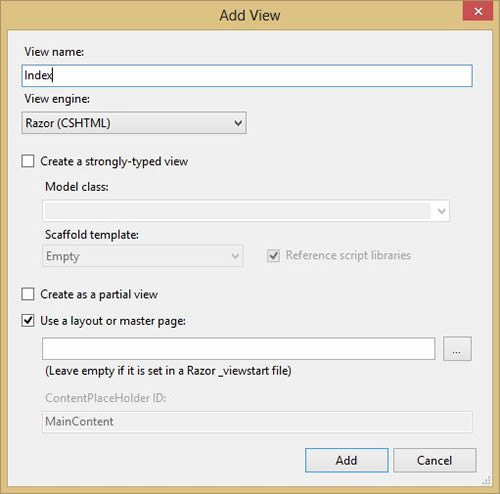 Add View
View name:
Index
View engine:
Razor (CSHTML)
Create a strongly-typed view
Model class:
Scaffold template:
Empty
Reference script libraries
Create as a partial view
Use a layout or master page:
...
(Leave empty if it is set in a Razor _viewstart file)
ContentPlaceHolder ID:
MainContent
Add
Cancel